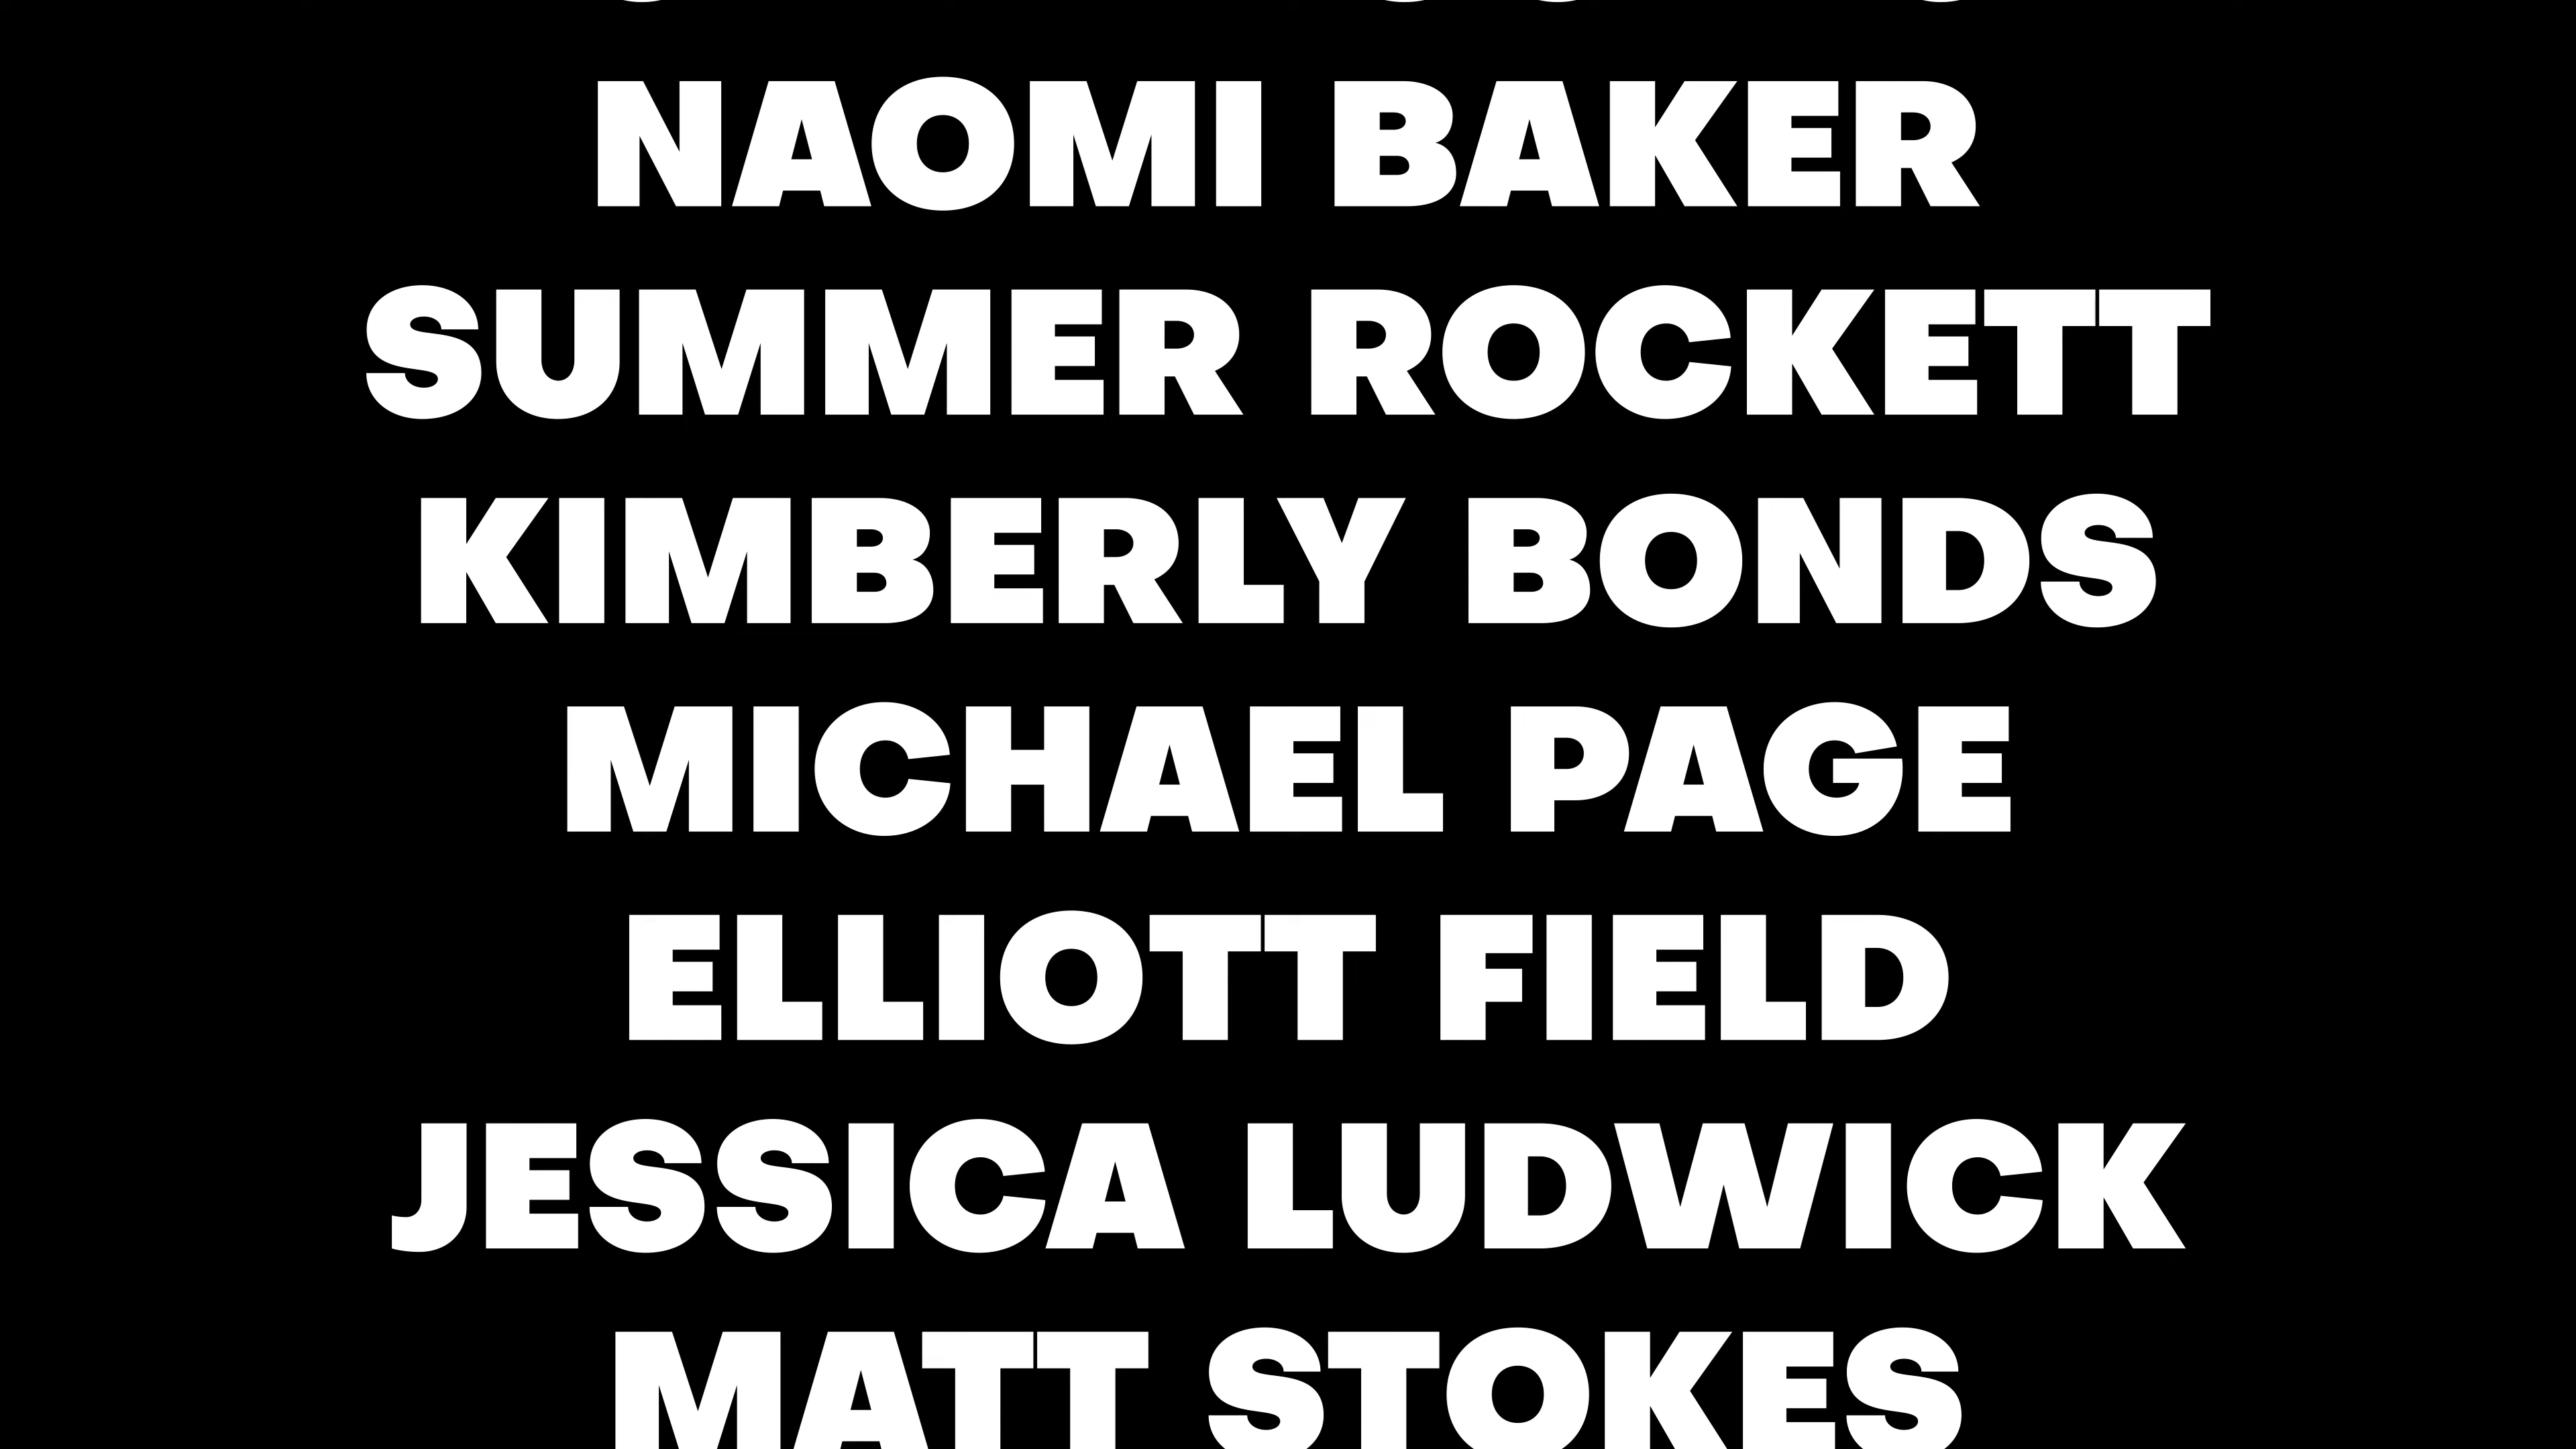 NAOMI BAKER
SUMMER ROCKETT
KIMBERLY BONDS
MICHAEL PAGE
ELLIOTT FIELD
JESSICA LUDWICK
MATT STOKES